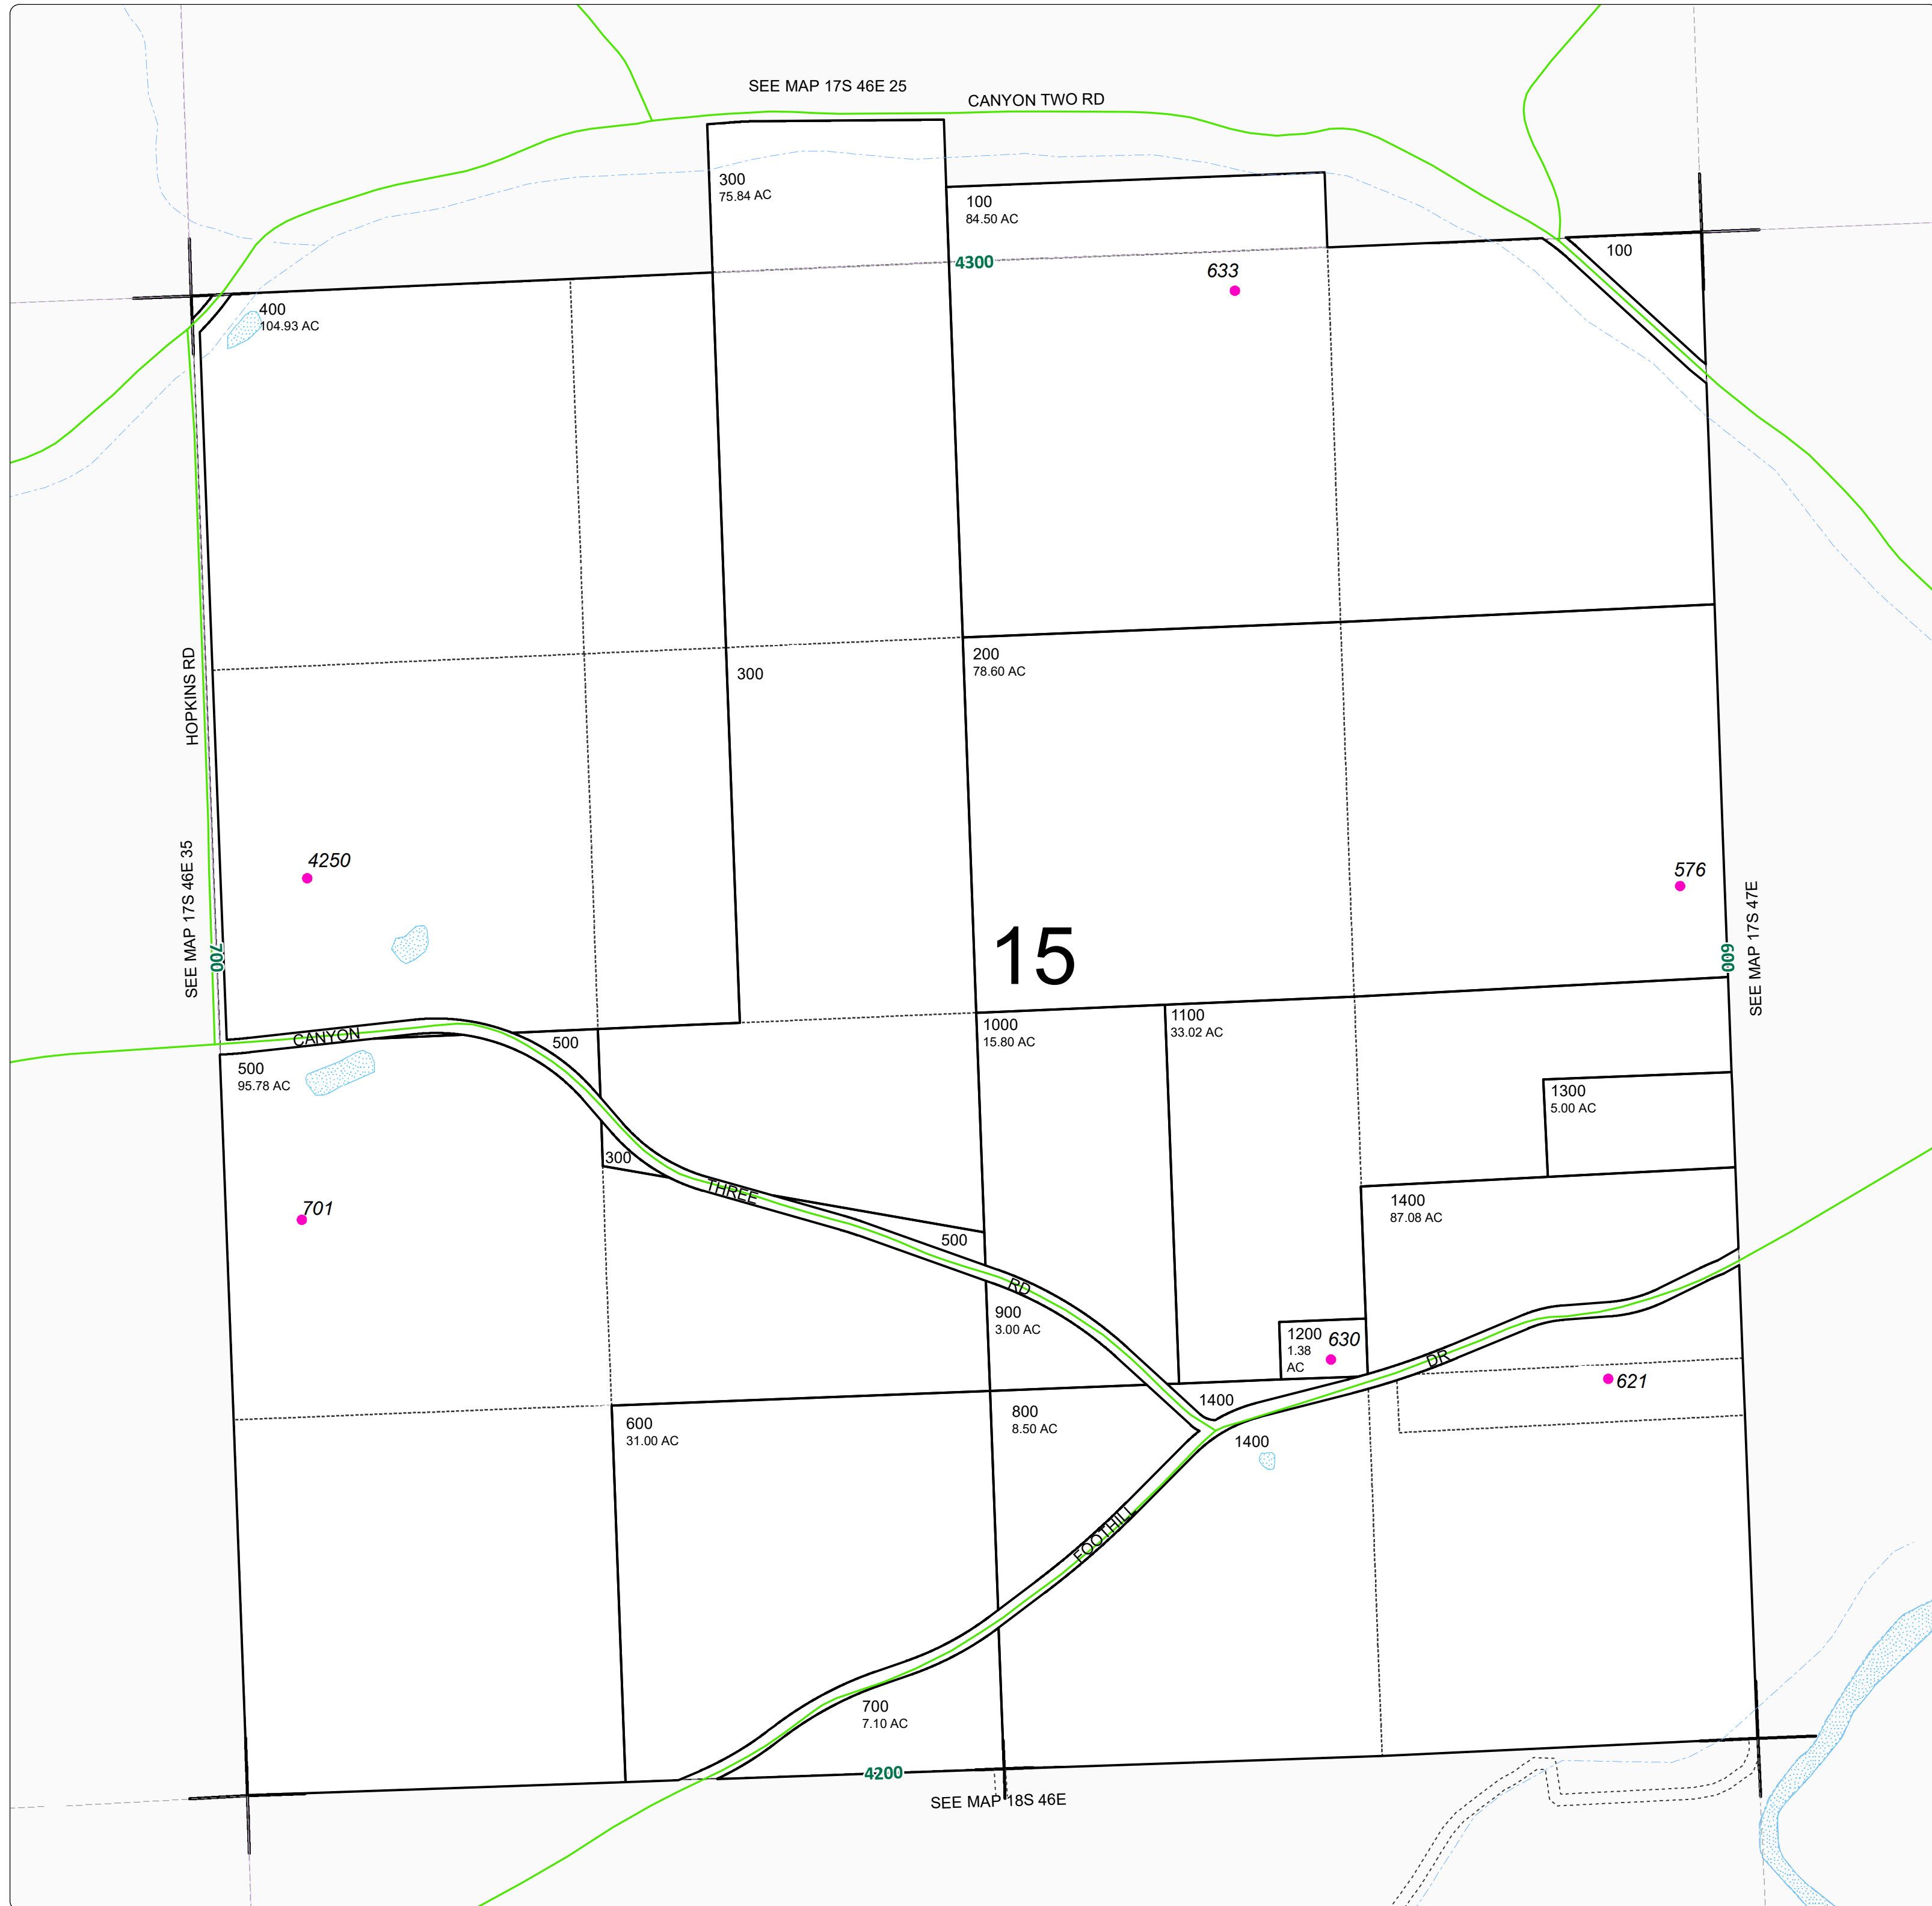 SEE MAP 17S 46E 25
CANYON TWO RD
300
75.84 AC
100
84.50 AC
100
4300
633
400
104.93 AC
HOPKINS RD
200
78.60 AC
300
SEE MAP 17S 46E 35
4250
576
700
15
600
SEE MAP 17S 47E
CANYON
500
1000
15.80 AC
1100
33.02 AC
500
95.78 AC
1300
5.00 AC
300
THREE
701
1400
87.08 AC
500
RD
900
3.00 AC
1200
1.38
AC
630
DR
621
1400
800
8.50 AC
600
31.00 AC
1400
FOOTHILL
700
7.10 AC
4200
SEE MAP 18S 46E